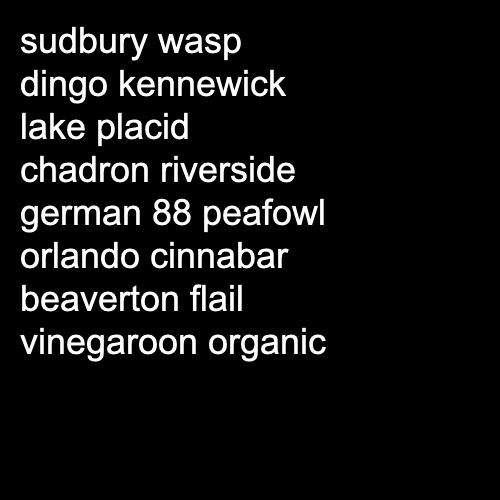 sudbury wasp
dingo kennewick
lake placid
chadron riverside
german 88 peafowl
orlando cinnabar
beaverton flail
vinegaroon organic